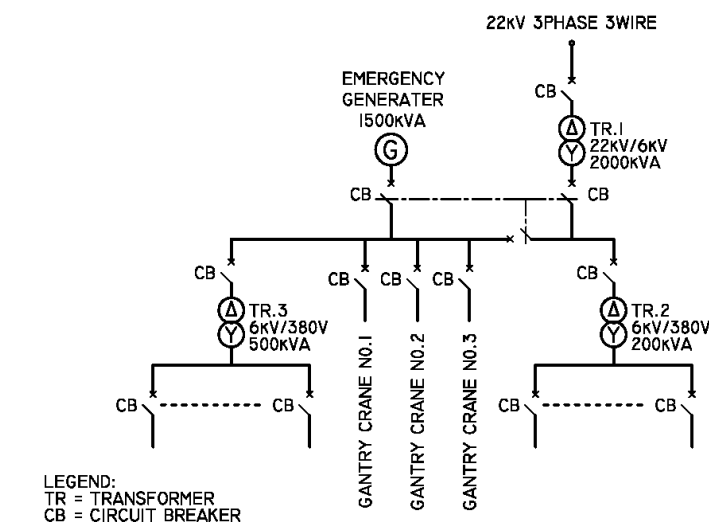 22KV 3PHASE 3WIRE
EMERGENCY
GENERATER
1500KVA
G
CB
Δ
Y
TR.1
22KV/6KV
2000KVA
CB
CB
CB
CB
CB
CB
CB
Δ
Y
TR.3
6KV/380V
500KVA
Δ
Y
TR.2
6KV/380V
200KVA
GANTRY CRANE NO.1
GANTRY CRANE NO.2
GANTRY CRANE NO.3
CB
CB
CB
CB
LEGEND:
TR = TRANSFORMER
CB = CIRCUIT BREAKER